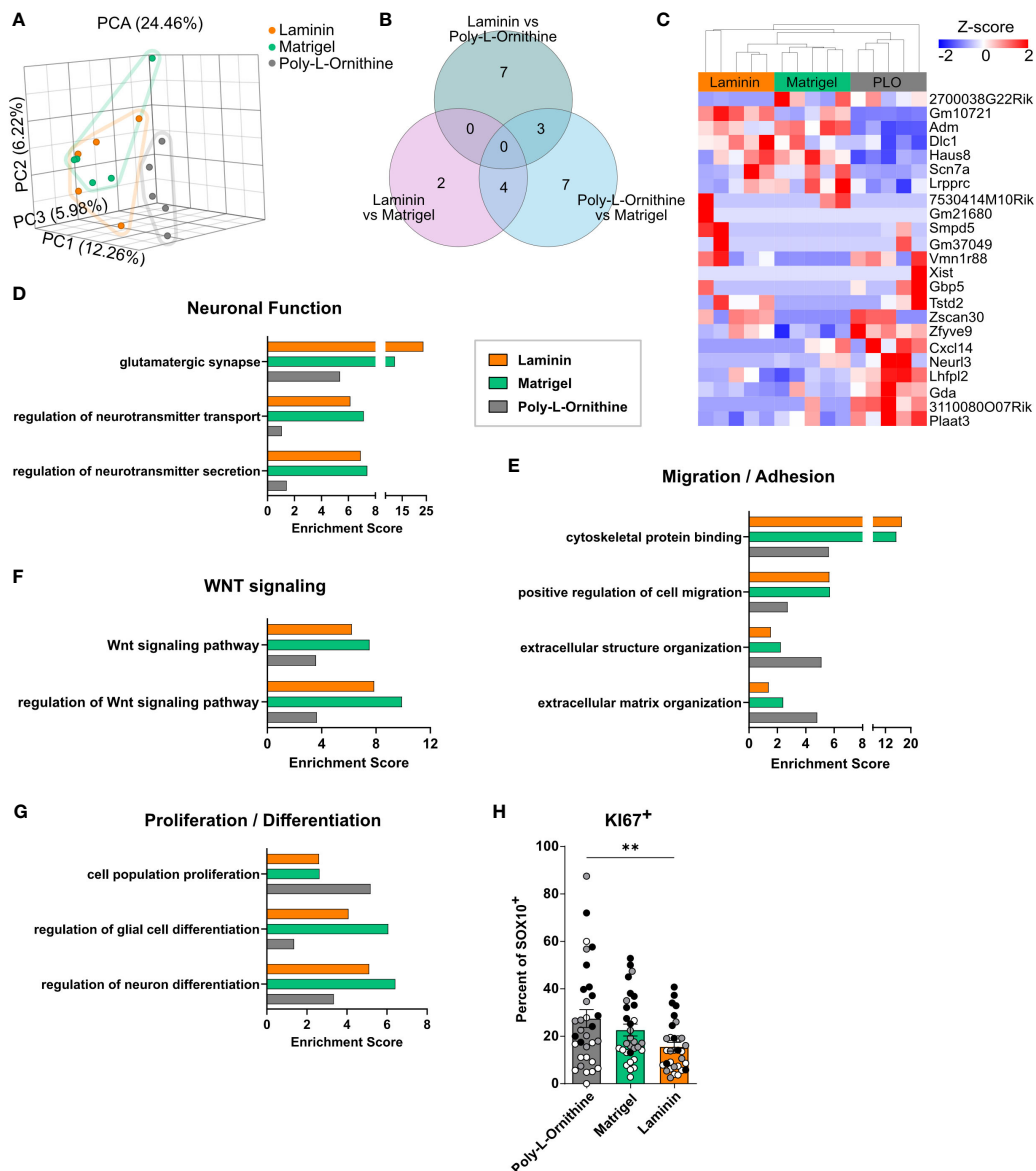 A
PCA (24.46%)
Laminin
Matrigel
Poly-L-Ornithine
PC2 (6.22%)
PC3 (5.98%)
PC1 (12.26%)
B
Laminin vs
Poly-L-Ornithine
7
0
3
0
2
4
7
Laminin
vs Matrigel
Poly-L-Ornithine
vs Matrigel
C
Z-score
-2 0 2
Laminin Matrigel PLO
2700038G22Rik
Gm10721
Adm
Dlc1
Haus8
Scn7a
Lrpprc
7530414M10Rik
Gm21680
Smpd5
Gm37049
Vmn1r88
Xist
Gbp5
Tstd2
Zscan30
Zfyve9
Cxcl14
Neurl3
Lhfpl2
Gda
3110080O07Rik
Plaat3
D
Neuronal Function
glutamergic synapse
regulation of neurotransmitter transport
regulation of neurotransmitter secretion
0 2 4 6 8 15 25
Enrichment Score
Laminin
Matrigel
Poly-L-Ornithine
E
Migration / Adhesion
cytoskeletal protein binding
positive regulation of cell migration
extracellular structure organization
extracellular matrix organization
0 2 4 6 8 12 20
Enrichment Score
F
WNT signaling
Wnt signaling pathway
regulation of Wnt signaling pathway
0 4 8 12
Enrichment Score
G
Proliferation / Differentiation
cell population proliferation
regulation of glial cell differentiation
regulation of neuron differentiation
0 2 4 6 8
Enrichment Score
H
KI67+
**
Percent of SOX10+
100
80
60
40
20
0
Poly-L-Ornithine
Matrigel
Laminin